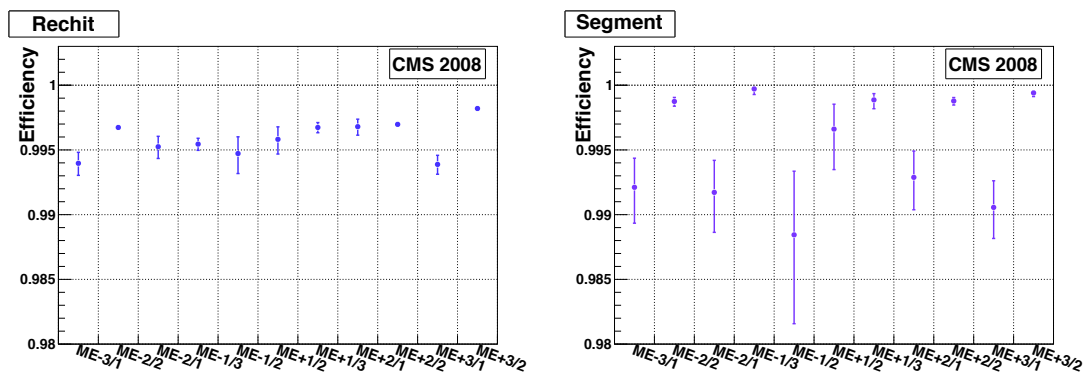 Rechit
CMS 2008
Efficiency
1
0.995
0.99
0.985
0.98
ME-3/1
ME-2/2
ME-2/1
ME-1/3
ME-1/2
ME+1/2
ME+1/3
ME+2/1
ME+2/2
ME+3/1
ME+3/2
Segment
CMS 2008
Efficiency
1
0.995
0.99
0.985
0.98
ME-3/1
ME-2/2
ME-2/1
ME-1/3
ME-1/2
ME+1/2
ME+1/3
ME+2/1
ME+2/2
ME+3/1
ME+3/2